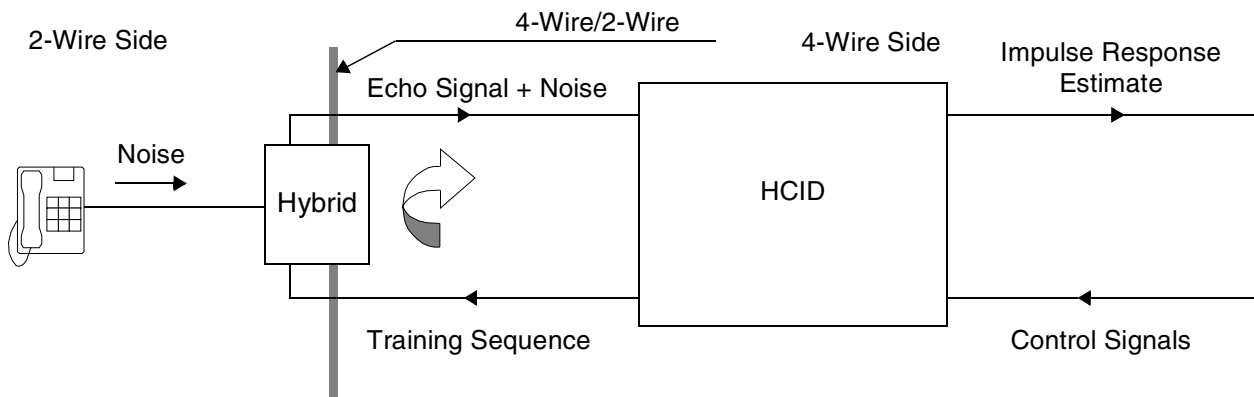 4-Wire/2-Wire
2-Wire Side
4-Wire Side
Impulse Response
Estimate
Echo Signal + Noise
Noise
Hybrid
HCID
Training Sequence
Control Signals